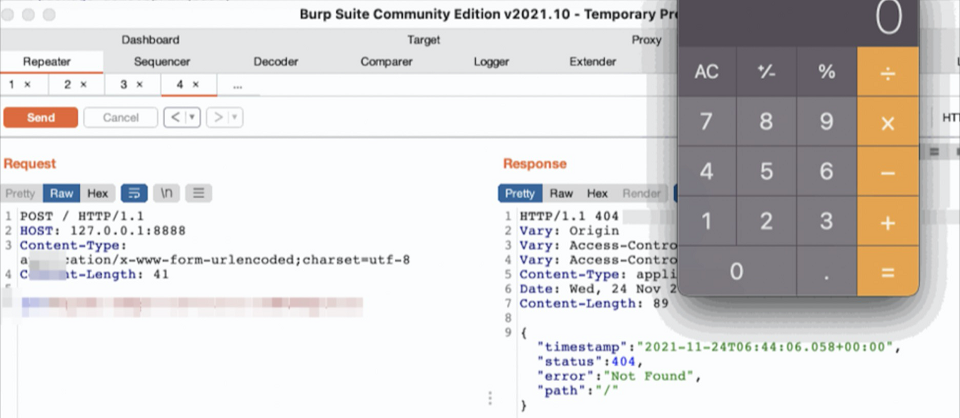 Burp Suite Community Edition v2021.10 - Temporary Pr
Dashboard Target Proxy
Repeater Sequencer Decoder Comparer Logger Extender
1 × 2 × 3 × 4 × ...
Send Cancel < > HT
Request
Pretty Raw Hex \n
1 POST / HTTP/1.1
2 HOST: 127.0.0.1:8888
3 Content-Type:
cation/x-www-form-urlencoded;charset=utf-8
4 t-Length: 41
5
Response
Pretty Raw Hex Render
1 HTTP/1.1 404
2 Vary: Origin
3 Vary: Access-Contro
4 Vary: Access-Contro
5 Content-Type: appli
6 Date: Wed, 24 Nov 2
7 Content-Length: 89
8
9 {
"timestamp":"2021-11-24T06:44:06.058+00:00",
"status":404,
"error":"Not Found",
"path":"/"
}
0
AC +/- % ÷
7 8 9 ×
4 5 6 −
1 2 3 +
0 . =